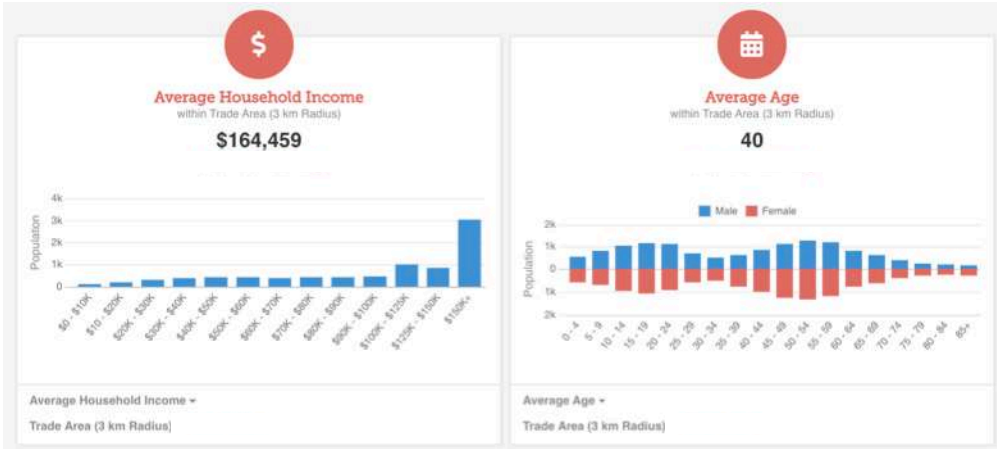 $
Average Household Income
within Trade Area (3 km Radius)
$164,459
4k
3k
2k
1k
0
Population
$0 - $10K
$10 - $20K
$20K - $30K
$30K - $40K
$40K - $50K
$50K - $60K
$60K - $70K
$70K - $80K
$80K - $90K
$90K - $100K
$100K - $125K
$125K - $150K
$150K+
Average Household Income
Trade Area (3 km Radius)
Average Age
within Trade Area (3 km Radius)
40
Male Female
2k
1k
0
1k
2k
Population
0 - 4
5 - 9
10 - 14
15 - 19
20 - 24
25 - 29
30 - 34
35 - 39
40 - 44
45 - 49
50 - 54
55 - 59
60 - 64
65 - 69
70 - 74
75 - 79
80 - 84
85+
Average Age
Trade Area (3 km Radius)